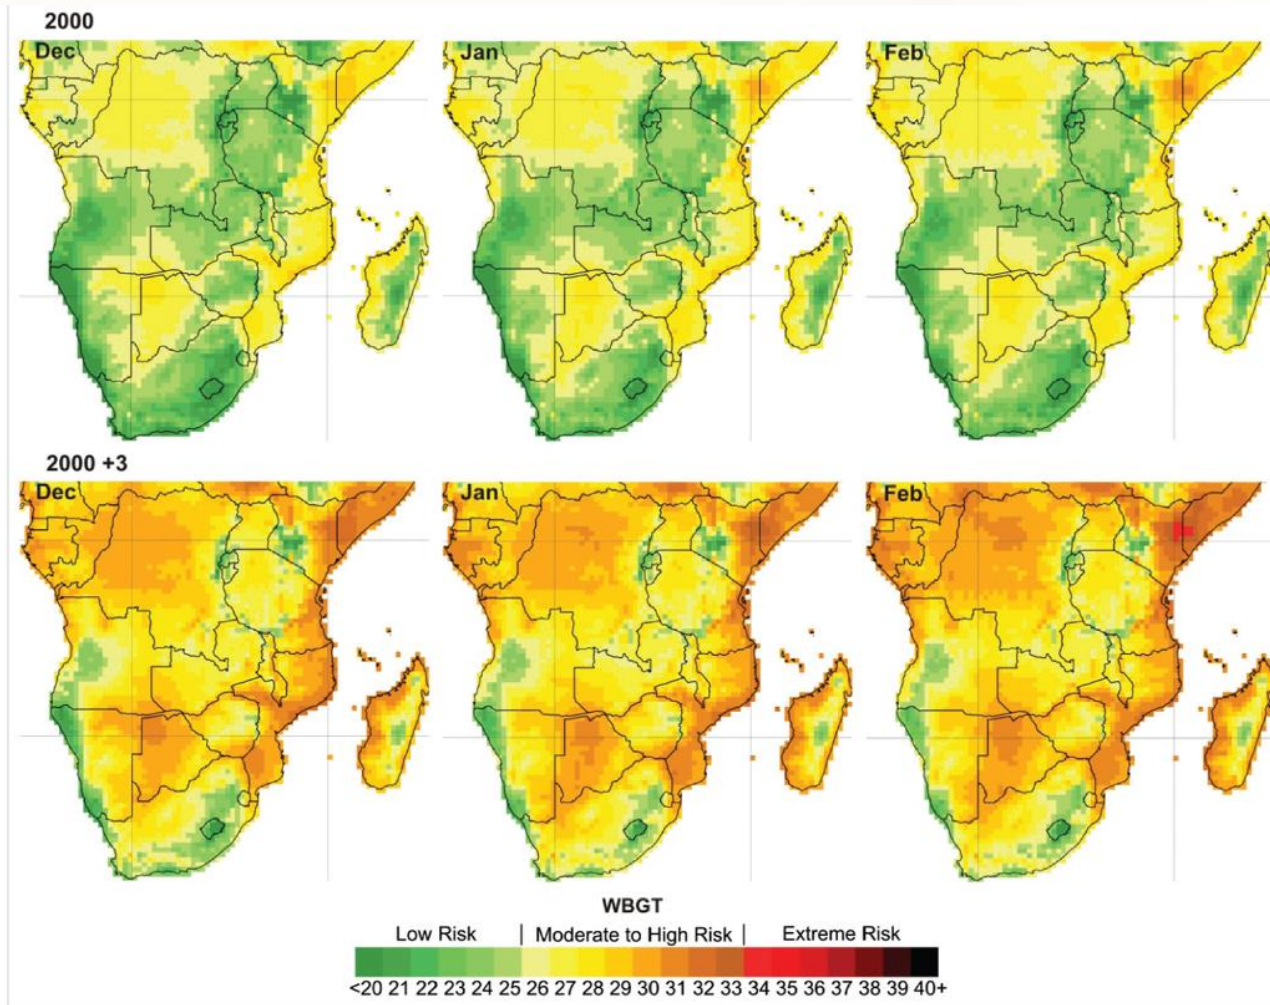 2000
Dec Jan Feb
2000 +3
Dec Jan Feb
WBGT
Low Risk | Moderate to High Risk | Extreme Risk
<20 21 22 23 24 25 26 27 28 29 30 31 32 33 34 35 36 37 38 39 40+